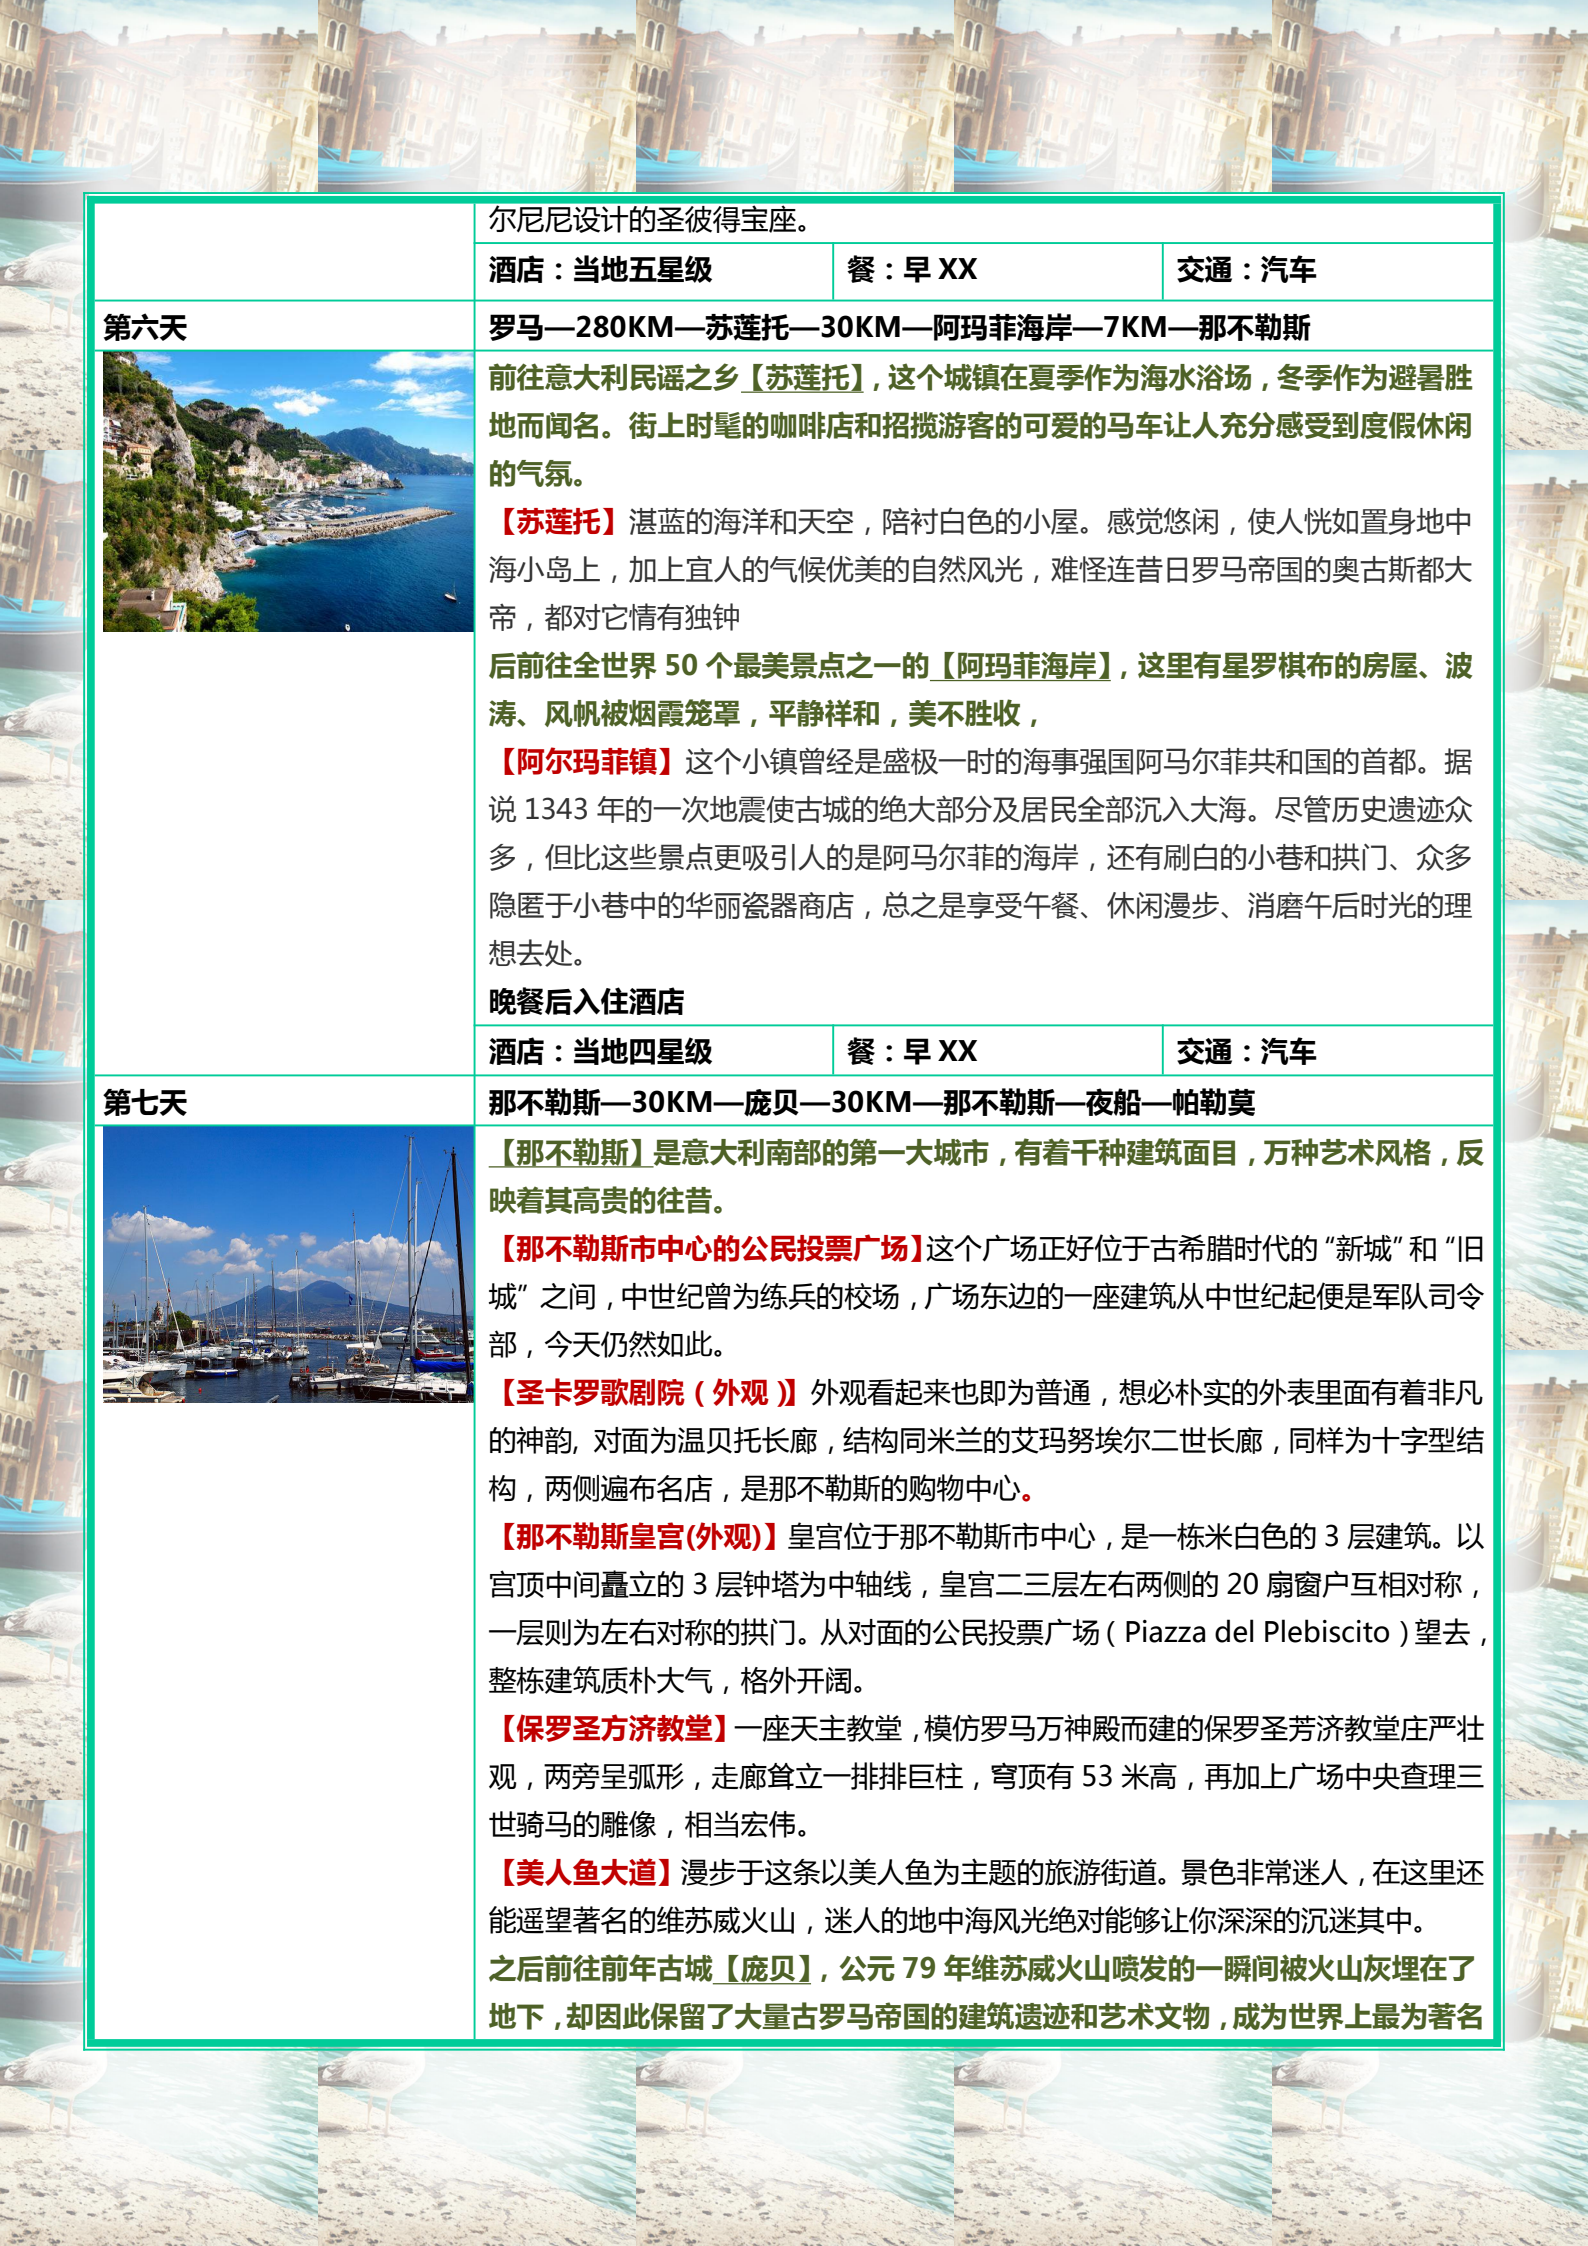 尔尼尼设计的圣彼得宝座。
酒店：当地五星级 餐：早 XX 交通：汽车
第六天 罗马—280KM—苏莲托—30KM—阿玛菲海岸—7KM—那不勒斯
前往意大利民谣之乡【苏莲托】，这个城镇在夏季作为海水浴场，冬季作为避暑胜
地而闻名。街上时髦的咖啡店和招揽游客的可爱的马车让人充分感受到度假休闲
的气氛。
【苏莲托】湛蓝的海洋和天空，陪衬白色的小屋。感觉悠闲，使人恍如置身地中
海小岛上，加上宜人的气候优美的自然风光，难怪连昔日罗马帝国的奥古斯都大
帝，都对它情有独钟
后前往全世界 50 个最美景点之一的【阿玛菲海岸】，这里有星罗棋布的房屋、波
涛、风帆被烟霞笼罩，平静祥和，美不胜收，
【阿尔玛菲镇】这个小镇曾经是盛极一时的海事强国阿马尔菲共和国的首都。据
说 1343 年的一次地震使古城的绝大部分及居民全部沉入大海。尽管历史遗迹众
多，但比这些景点更吸引人的是阿马尔菲的海岸，还有刷白的小巷和拱门、众多
隐匿于小巷中的华丽瓷器商店，总之是享受午餐、休闲漫步、消磨午后时光的理
想去处。
晚餐后入住酒店
酒店：当地四星级 餐：早 XX 交通：汽车
第七天 那不勒斯—30KM—庞贝—30KM—那不勒斯—夜船—帕勒莫
【那不勒斯】是意大利南部的第一大城市，有着千种建筑面目，万种艺术风格，反
映着其高贵的往昔。
【那不勒斯市中心的公民投票广场】这个广场正好位于古希腊时代的“新城”和“旧
城”之间，中世纪曾为练兵的校场，广场东边的一座建筑从中世纪起便是军队司令
部，今天仍然如此。
【圣卡罗歌剧院（外观）】外观看起来也即为普通，想必朴实的外表里面有着非凡
的神韵, 对面为温贝托长廊，结构同米兰的艾玛努埃尔二世长廊，同样为十字型结
构，两侧遍布名店，是那不勒斯的购物中心。
【那不勒斯皇宫(外观)】皇宫位于那不勒斯市中心，是一栋米白色的 3 层建筑。以
宫顶中间矗立的 3 层钟塔为中轴线，皇宫二三层左右两侧的 20 扇窗户互相对称，
一层则为左右对称的拱门。从对面的公民投票广场（Piazza del Plebiscito）望去，
整栋建筑质朴大气，格外开阔。
【保罗圣方济教堂】一座天主教堂，模仿罗马万神殿而建的保罗圣芳济教堂庄严壮
观，两旁呈弧形，走廊耸立一排排巨柱，穹顶有 53 米高，再加上广场中央查理三
世骑马的雕像，相当宏伟。
【美人鱼大道】漫步于这条以美人鱼为主题的旅游街道。景色非常迷人，在这里还
能遥望著名的维苏威火山，迷人的地中海风光绝对能够让你深深的沉迷其中。
之后前往前年古城【庞贝】，公元 79 年维苏威火山喷发的一瞬间被火山灰埋在了
地下，却因此保留了大量古罗马帝国的建筑遗迹和艺术文物，成为世界上最为著名